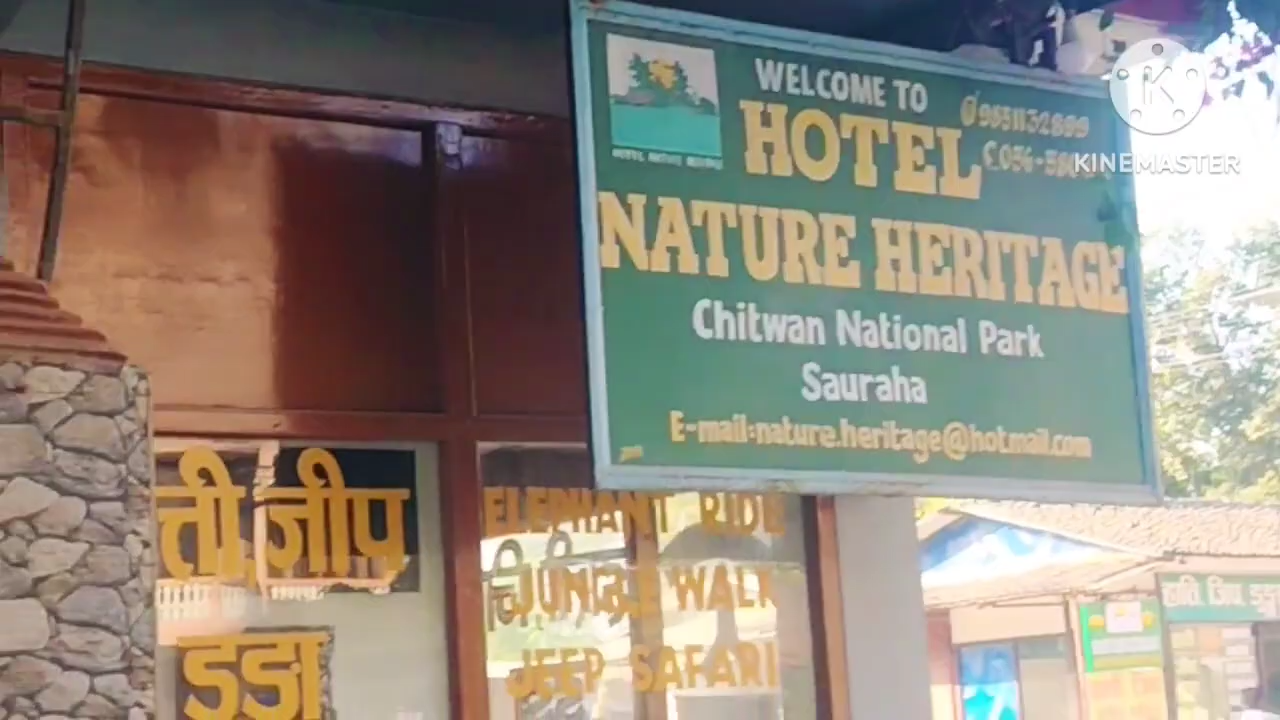 WELCOME TO
HOTEL
NATURE HERITAGE
Chitwan National Park
Sauraha
E-mail:nature.heritage@hotmail.com
KINEMASTER
ती जीप
डुङ्गा
ELEPHANT RIDE
JUNGLE WALK
JEEP SAFARI